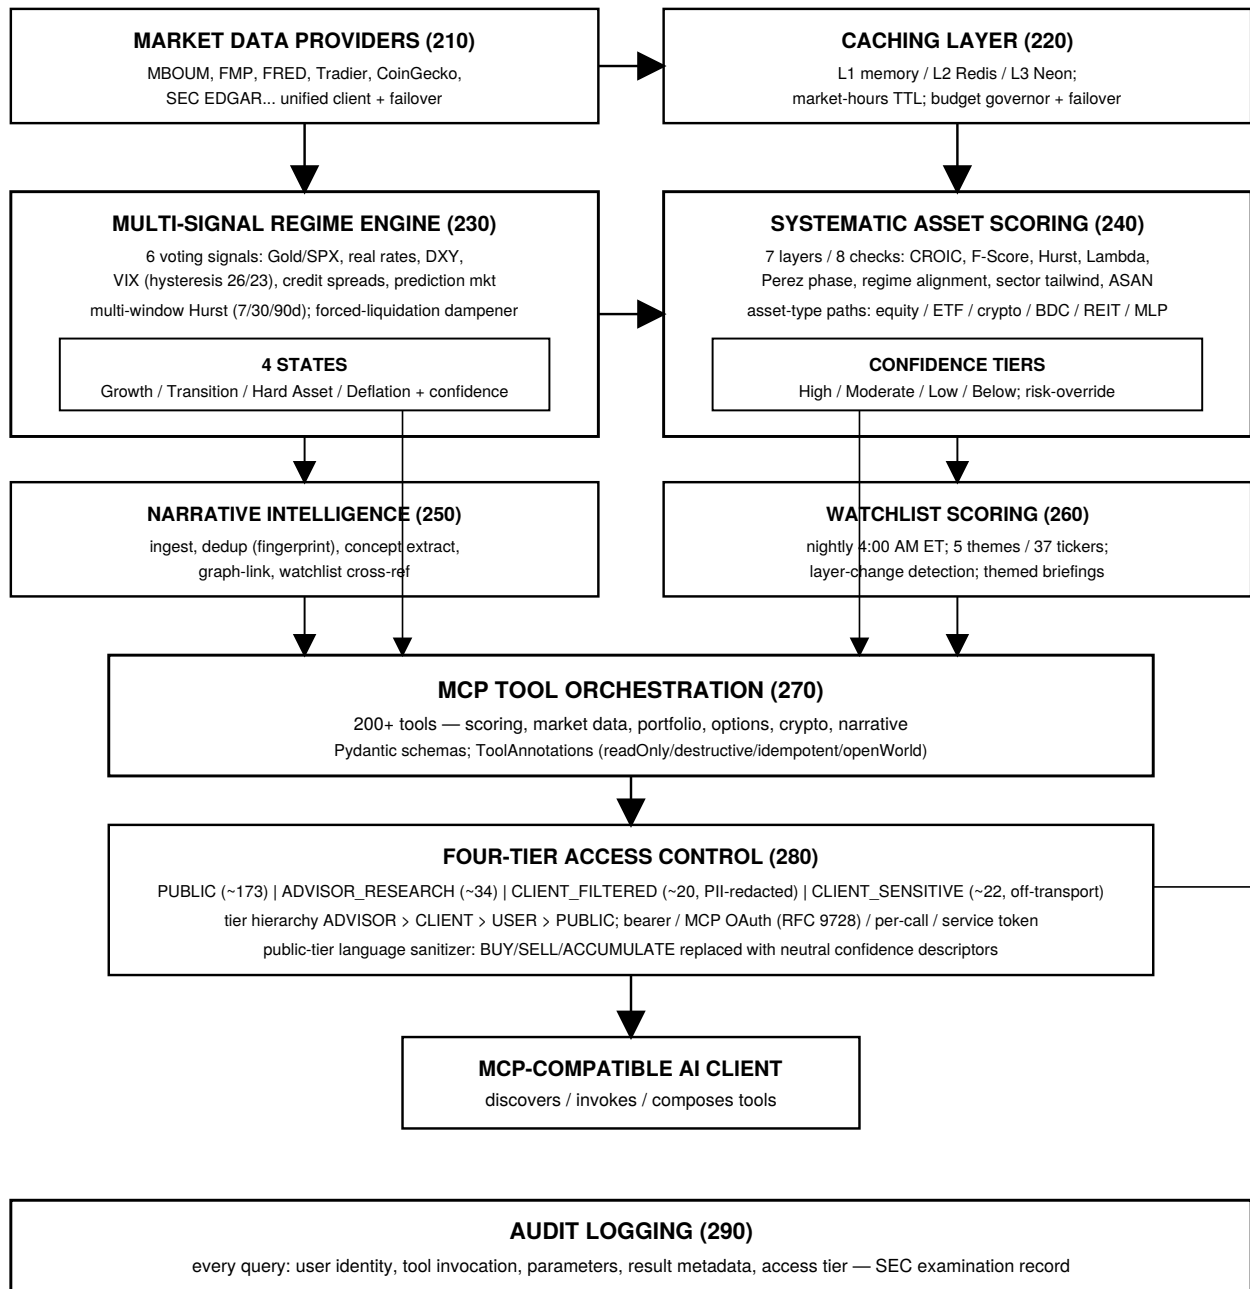 MARKET DATA PROVIDERS (210)
MBOUM, FMP, FRED, Tradier, CoinGecko,
SEC EDGAR... unified client + failover
CACHING LAYER (220)
L1 memory / L2 Redis / L3 Neon;
market-hours TTL; budget governor + failover
MULTI-SIGNAL REGIME ENGINE (230)
6 voting signals: Gold/SPX, real rates, DXY,
VIX (hysteresis 26/23), credit spreads, prediction mkt
multi-window Hurst (7/30/90d); forced-liquidation dampener
4 STATES
Growth / Transition / Hard Asset / Deflation + confidence
SYSTEMATIC ASSET SCORING (240)
7 layers / 8 checks: CROIC, F-Score, Hurst, Lambda,
Perez phase, regime alignment, sector tailwind, ASAN
asset-type paths: equity / ETF / crypto / BDC / REIT / MLP
CONFIDENCE TIERS
High / Moderate / Low / Below; risk-override
NARRATIVE INTELLIGENCE (250)
ingest, dedup (fingerprint), concept extract,
graph-link, watchlist cross-ref
WATCHLIST SCORING (260)
nightly 4:00 AM ET; 5 themes / 37 tickers;
layer-change detection; themed briefings
MCP TOOL ORCHESTRATION (270)
200+ tools — scoring, market data, portfolio, options, crypto, narrative
Pydantic schemas; ToolAnnotations (readOnly/destructive/idempotent/openWorld)
FOUR-TIER ACCESS CONTROL (280)
PUBLIC (~173) | ADVISOR_RESEARCH (~34) | CLIENT_FILTERED (~20, PII-redacted) | CLIENT_SENSITIVE (~22, off-transport)
tier hierarchy ADVISOR > CLIENT > USER > PUBLIC; bearer / MCP OAuth (RFC 9728) / per-call / service token
public-tier language sanitizer: BUY/SELL/ACCUMULATE replaced with neutral confidence descriptors
MCP-COMPATIBLE AI CLIENT
discovers / invokes / composes tools
AUDIT LOGGING (290)
every query: user identity, tool invocation, parameters, result metadata, access tier — SEC examination record